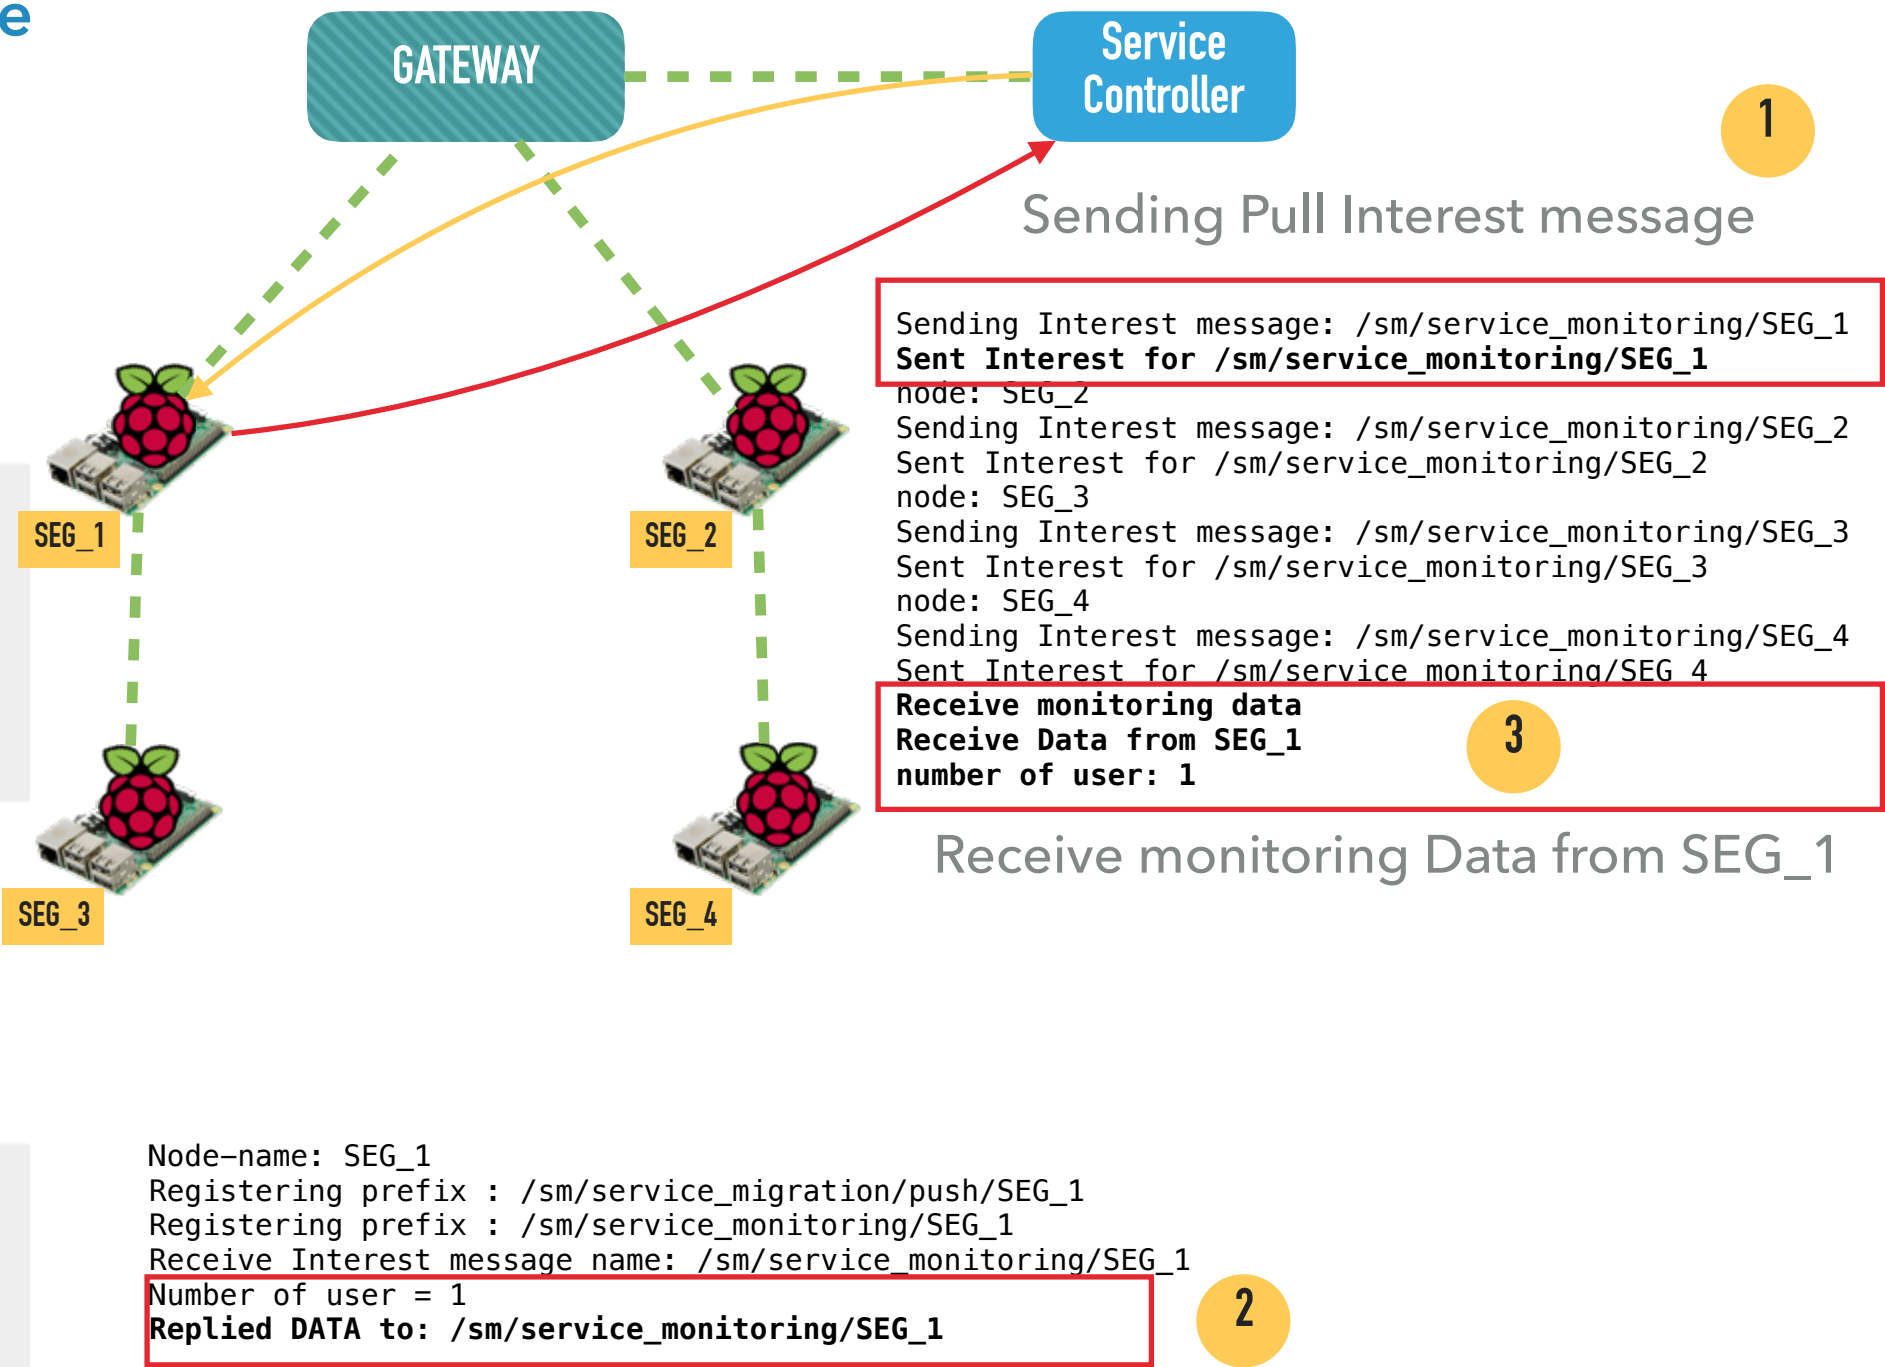 e
GATEWAY
Service
Controller
1
Sending Pull Interest message
Sending Interest message: /sm/service_monitoring/SEG_1
Sent Interest for /sm/service_monitoring/SEG_1
node: SEG_2
Sending Interest message: /sm/service_monitoring/SEG_2
Sent Interest for /sm/service_monitoring/SEG_2
node: SEG_3
Sending Interest message: /sm/service_monitoring/SEG_3
Sent Interest for /sm/service_monitoring/SEG_3
node: SEG_4
Sending Interest message: /sm/service_monitoring/SEG_4
Sent Interest for /sm/service_monitoring/SEG_4
Receive monitoring data
Receive Data from SEG_1
number of user: 1
3
Receive monitoring Data from SEG_1
SEG_1
SEG_2
SEG_3
SEG_4
Node-name: SEG_1
Registering prefix : /sm/service_migration/push/SEG_1
Registering prefix : /sm/service_monitoring/SEG_1
Receive Interest message name: /sm/service_monitoring/SEG_1
Number of user = 1
Replied DATA to: /sm/service_monitoring/SEG_1
2